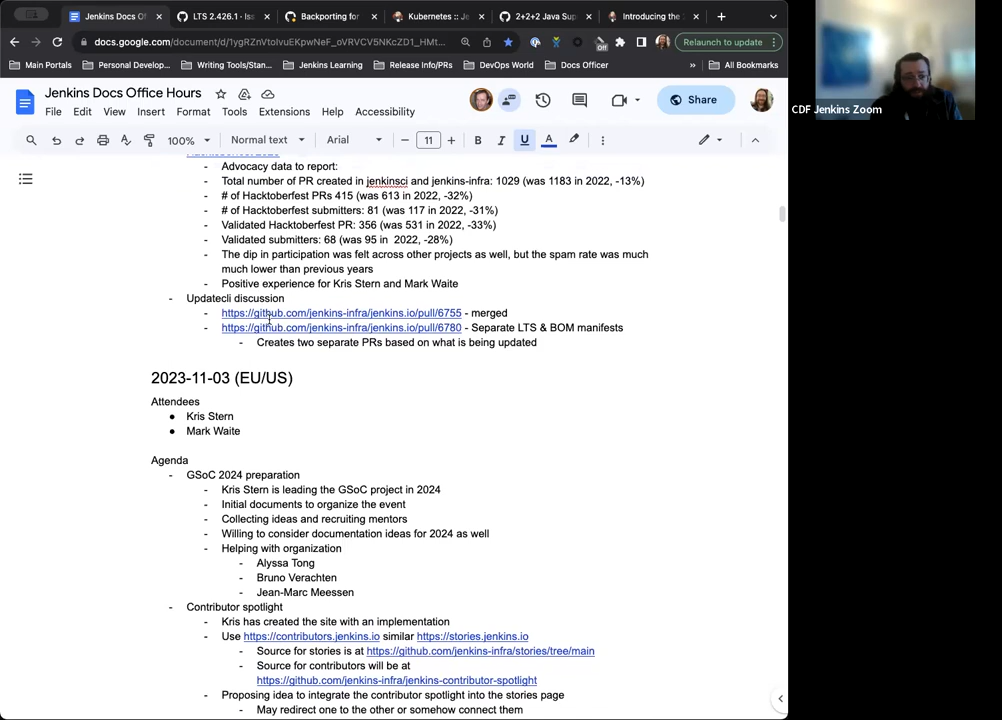 Jenkins Docs Of
LTS 2.426.1 - Iss
Backporting for
Kubernetes :: Je
2+2+2 Java Sup
Introducing the
docs.google.com/document/d/1ygRZnVtoIvuEKpwNeF_oVRVCV5NKcZD1_HMt...
Off
Relaunch to update
Main Portals
Personal Develop...
Writing Tools/Stan...
Jenkins Learning
Release Info/PRs
DevOps World
Docs Officer
»
All Bookmarks
Jenkins Docs Office Hours
File Edit View Insert Format Tools Extensions Help
Share
100% Normal text Arial 11 B I U A
- Advocacy data to report:
- Total number of PR created in jenkinsci and jenkins-infra: 1029 (was 1183 in 2022, -13%)
- # of Hacktoberfest PRs 415 (was 613 in 2022, -32%)
- # of Hacktoberfest submitters: 81 (was 117 in 2022, -31%)
- Validated Hacktoberfest PR: 356 (was 531 in 2022, -33%)
- Validated submitters: 68 (was 95 in 2022, -28%)
- The dip in participation was felt across other projects as well, but the spam rate was much
much lower than previous years
- Positive experience for Kris Stern and Mark Waite
- Updatecli discussion
- https://github.com/jenkins-infra/jenkins.io/pull/6755 - merged
- https://github.com/jenkins-infra/jenkins.io/pull/6780 - Separate LTS & BOM manifests
- Creates two separate PRs based on what is being updated
2023-11-03 (EU/US)
Attendees
● Kris Stern
● Mark Waite
Agenda
- GSoC 2024 preparation
- Kris Stern is leading the GSoC project in 2024
- Initial documents to organize the event
- Collecting ideas and recruiting mentors
- Willing to consider documentation ideas for 2024 as well
- Helping with organization
- Alyssa Tong
- Bruno Verachten
- Jean-Marc Meessen
- Contributor spotlight
- Kris has created the site with an implementation
- Use https://contributors.jenkins.io similar https://stories.jenkins.io
- Source for stories is at https://github.com/jenkins-infra/stories/tree/main
- Source for contributors will be at
https://github.com/jenkins-infra/jenkins-contributor-spotlight
- Proposing idea to integrate the contributor spotlight into the stories page
- May redirect one to the other or somehow connect them
CDF Jenkins Zoom